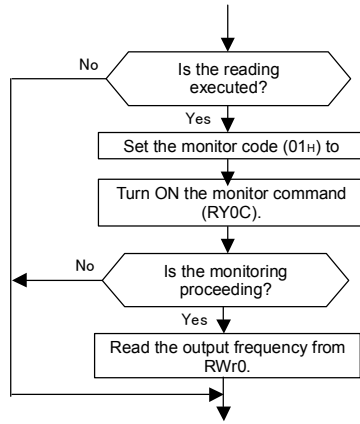 Is the reading
executed?
No
Yes
Set the monitor code (01H) to
Turn ON the monitor command
(RY0C).
Is the monitoring
proceeding?
No
Yes
Read the output frequency from
RWr0.